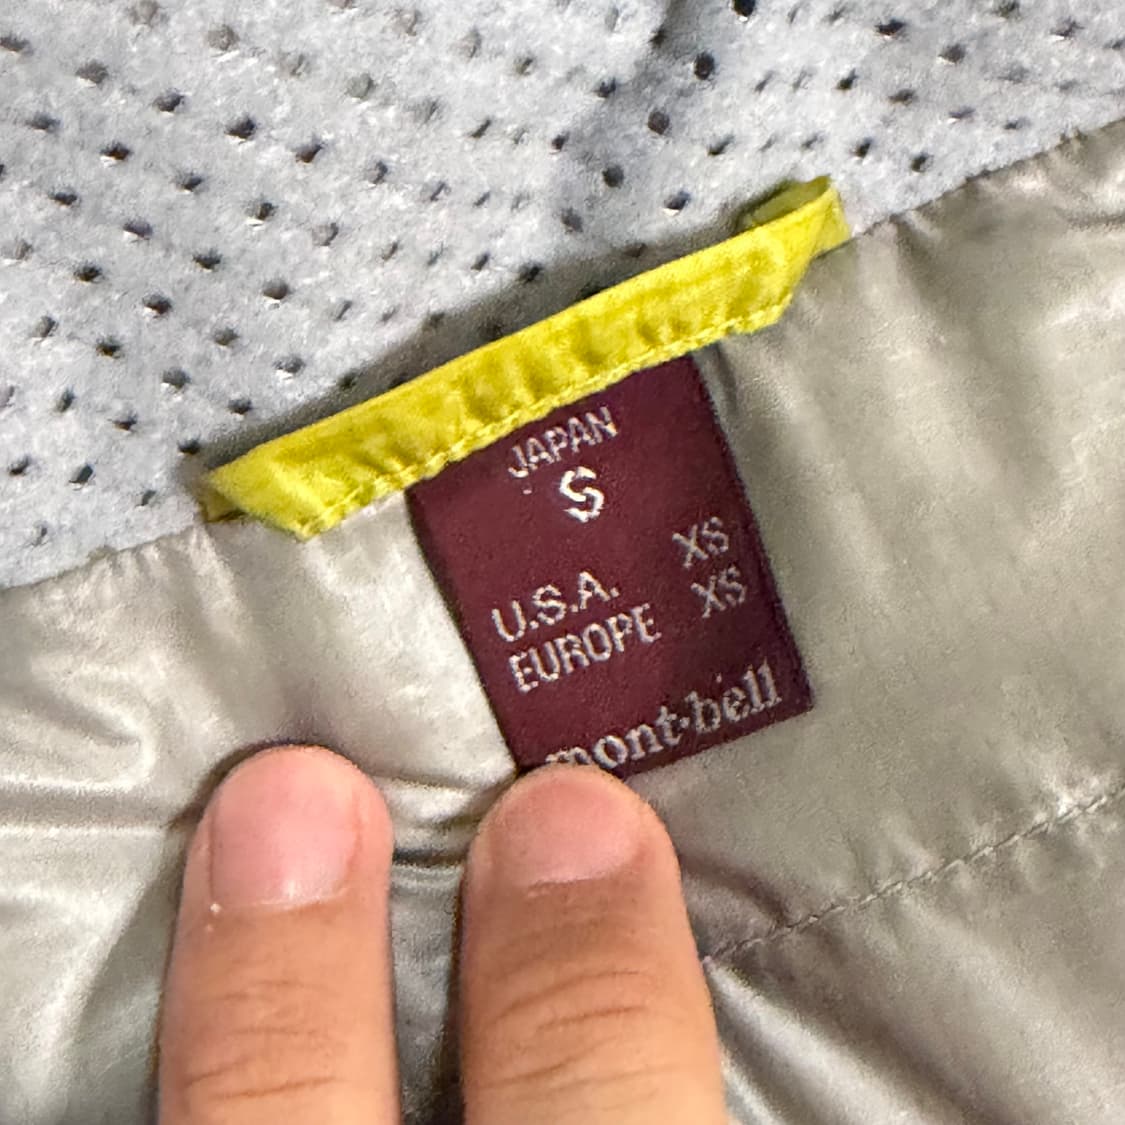 JAPAN
S
U.S.A. XS
EUROPE XS
mont·bell